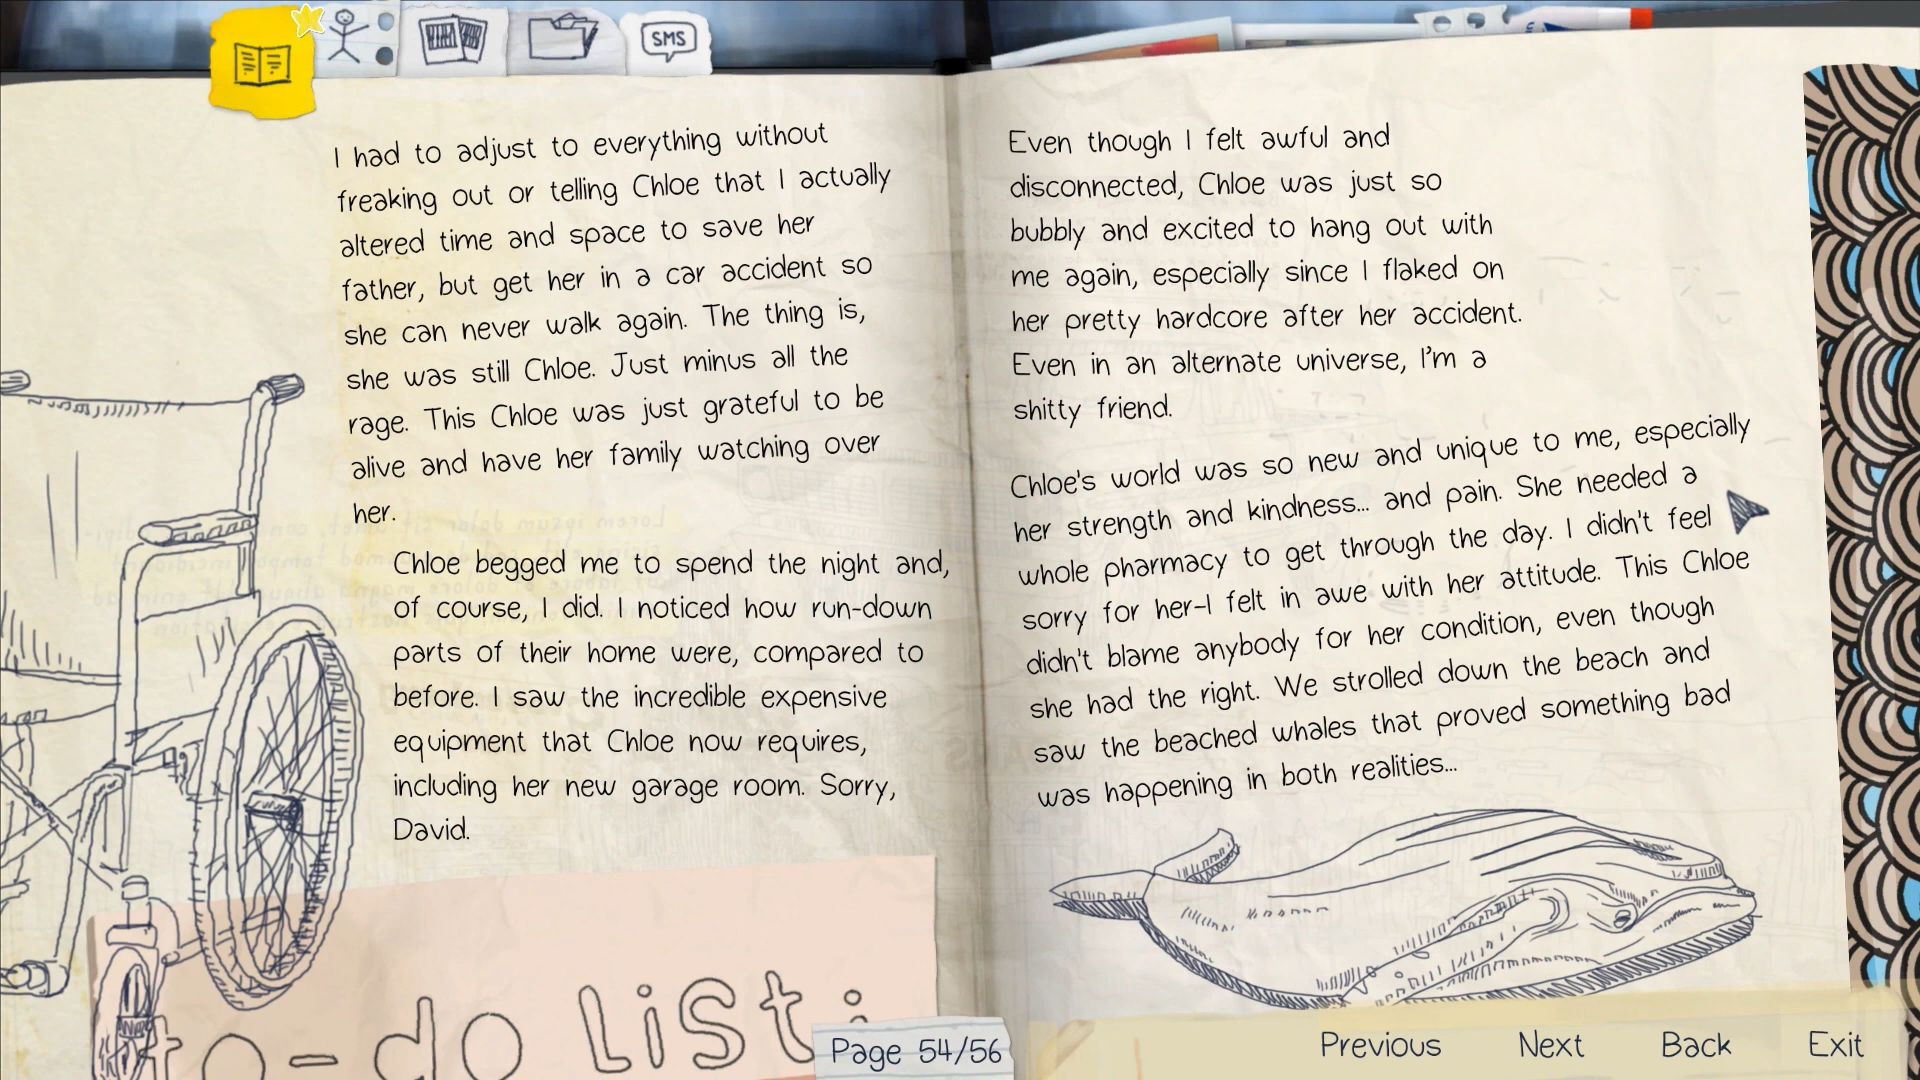 SMS
I had to adjust to everything without
freaking out or telling Chloe that I actually
altered time and space to save her
father, but get her in a car accident so
she can never walk again. The thing is,
she was still Chloe. Just minus all the
rage. This Chloe was just grateful to be
alive and have her family watching over
her.
Chloe begged me to spend the night and,
of course, I did. I noticed how run-down
parts of their home were, compared to
before. I saw the incredible expensive
equipment that Chloe now requires,
including her new garage room. Sorry,
David.
to-do LiST:
Even though I felt awful and
disconnected, Chloe was just so
bubbly and excited to hang out with
me again, especially since I flaked on
her pretty hardcore after her accident.
Even in an alternate universe, I'm a
shitty friend.
Chloe's world was so new and unique to me, especially
her strength and kindness... and pain. She needed a
whole pharmacy to get through the day. I didn't feel
sorry for her-I felt in awe with her attitude. This Chloe
didn't blame anybody for her condition, even though
she had the right. We strolled down the beach and
saw the beached whales that proved something bad
was happening in both realities...
Page 54/56
Previous Next Back Exit